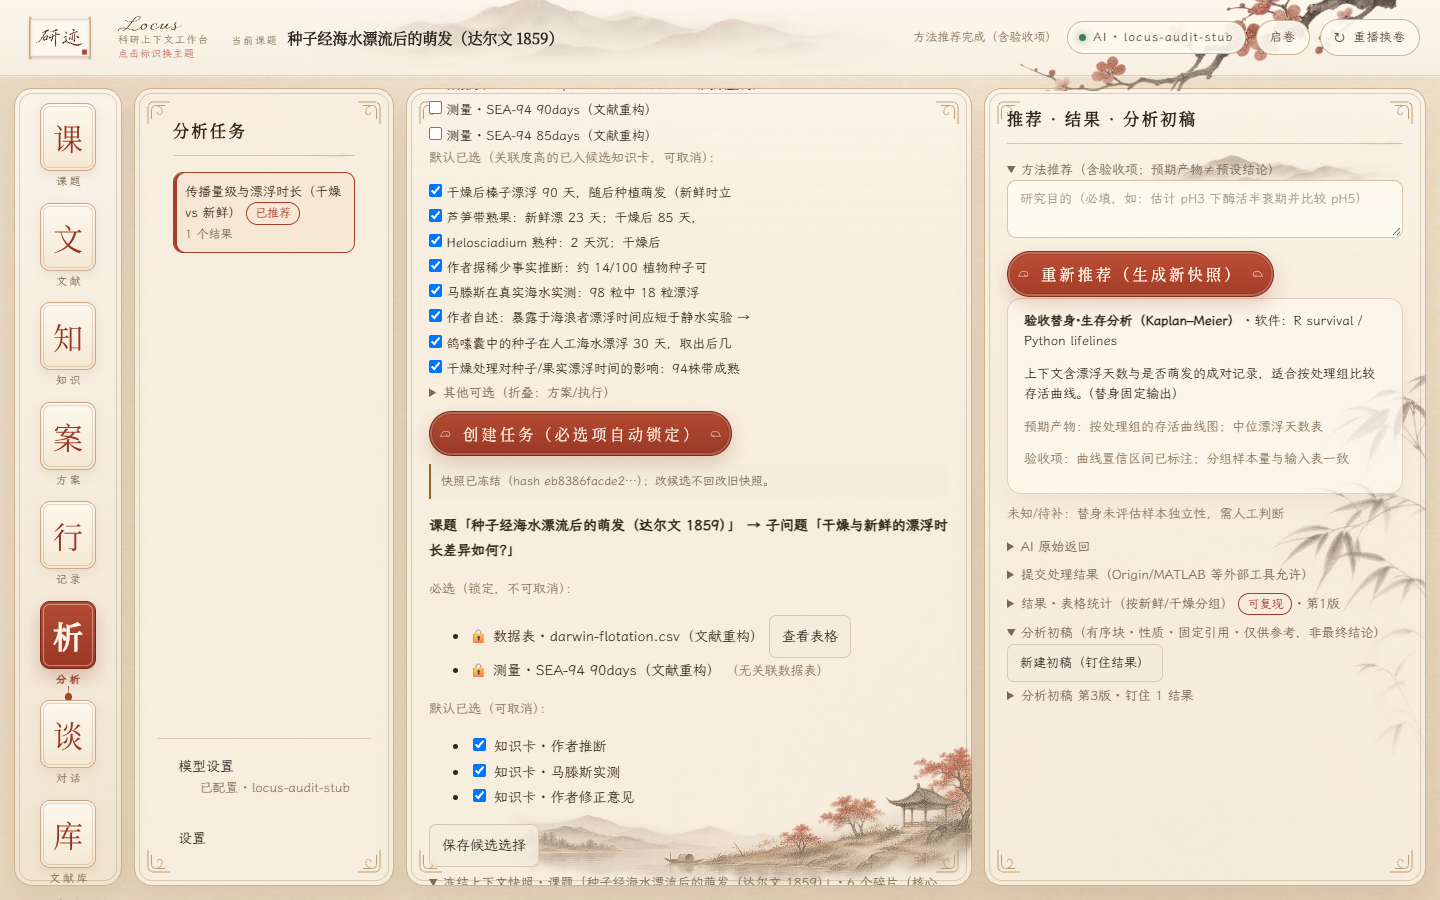 研迹
Locus
科研上下文工作台
点击标识换主题
当前课题 种子经海水漂流后的萌发（达尔文 1859）
方法推荐完成（含验收项）
AI · locus-audit-stub
启卷
↻ 重播换卷
课
课题
文
文献
知
知识
案
方案
行
记录
析
分析
谈
对话
库
文献库
分析任务
传播量级与漂浮时长（干燥
vs 新鲜） 已推荐
1 个结果
模型设置
已配置 · locus-audit-stub
设置
测量 · SEA-94 90days（文献重构）
测量 · SEA-94 85days（文献重构）
默认已选（关联度高的已入候选知识卡，可取消）：
干燥后榛子漂浮 90 天，随后种植萌发（新鲜时立
芦笋带熟果：新鲜漂 23 天；干燥后 85 天，
Helosciadium 熟种：2 天沉；干燥后
作者据稀少事实推断：约 14/100 植物种子可
马滕斯在真实海水实测：98 粒中 18 粒漂浮
作者自述：暴露于海浪者漂浮时间应短于静水实验 →
鸽嗉囊中的种子在人工海水漂浮 30 天，取出后几
干燥处理对种子/果实漂浮时间的影响：94株带成熟
▶ 其他可选（折叠：方案/执行）
创建任务（必选项自动锁定）
快照已冻结（hash eb8386facde2…）；改候选不回改旧快照。
课题「种子经海水漂流后的萌发（达尔文 1859）」 → 子问题「干燥与新鲜的漂浮时
长差异如何?」
必选（锁定，不可取消）：
• 🔒 数据表 · darwin-flotation.csv（文献重构） 查看表格
• 🔒 测量 · SEA-94 90days（文献重构） （无关联数据表）
默认已选（可取消）：
• 知识卡 · 作者推断
• 知识卡 · 马滕斯实测
• 知识卡 · 作者修正意见
保存候选选择
▼ 冻结上下文快照 · 课题「种子经海水漂流后的萌发（达尔文 1859）」· 6 个碎片（核心
推荐 · 结果 · 分析初稿
▼ 方法推荐（含验收项；预期产物≠预设结论）
研究目的（必填，如：估计 pH3 下酶活半衰期并比较 pH5）
重新推荐（生成新快照）
验收替身·生存分析（Kaplan–Meier） · 软件：R survival /
Python lifelines
上下文含漂浮天数与是否萌发的成对记录，适合按处理组比较
存活曲线。（替身固定输出）
预期产物：按处理组的存活曲线图；中位漂浮天数表
验收项：曲线置信区间已标注；分组样本量与输入表一致
未知/待补：替身未评估样本独立性，需人工判断
▶ AI 原始返回
▶ 提交处理结果（Origin/MATLAB 等外部工具允许）
▶ 结果 · 表格统计（按新鲜/干燥分组） 可复现 · 第1版
▼ 分析初稿（有序块 · 性质 · 固定引用 · 仅供参考，非最终结论）
新建初稿（钉住结果）
▶ 分析初稿 第3版 · 钉住 1 结果